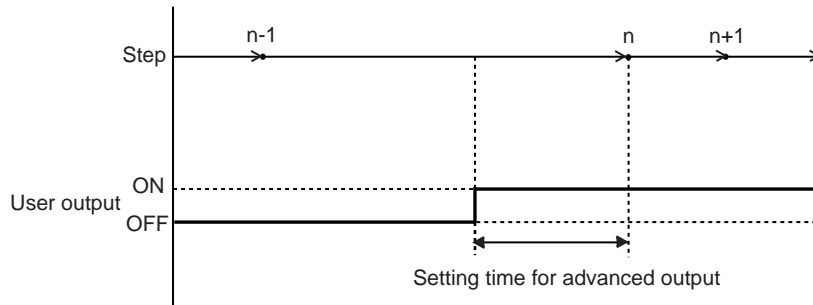 n-1
n
n+1
Step
ON
User output
OFF
Setting time for advanced output